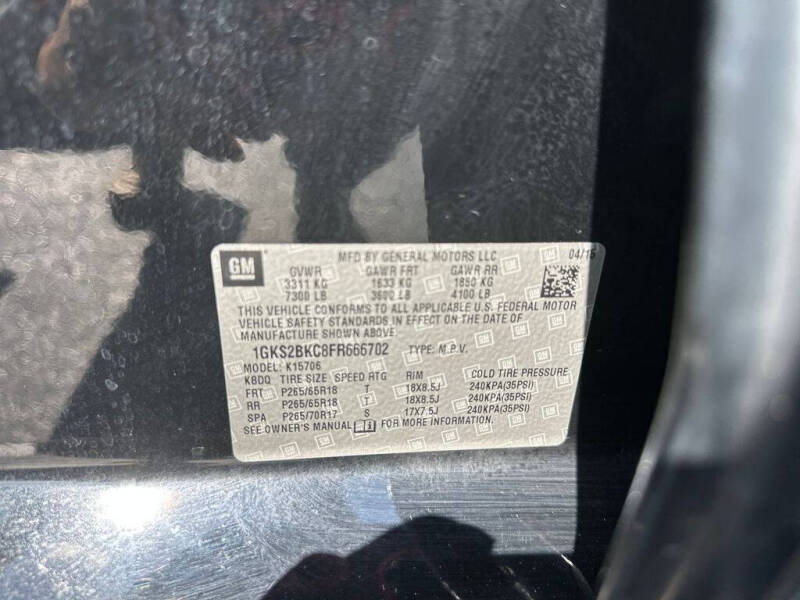 GM
MFD BY GENERAL MOTORS LLC 04/15
GVWR GAWR FRT GAWR RR
3311 KG 1633 KG 1850 KG
7300 LB 3600 LB 4100 LB
THIS VEHICLE CONFORMS TO ALL APPLICABLE U.S. FEDERAL MOTOR
VEHICLE SAFETY STANDARDS IN EFFECT ON THE DATE OF
MANUFACTURE SHOWN ABOVE.
1GKS2BKC8FR666702 TYPE: M.P.V.
MODEL: K15706
KBDQ TIRE SIZE SPEED RTG RIM COLD TIRE PRESSURE
FRT P265/65R18 T 18X8.5J 240KPA(35PSI)
RR P265/65R18 T 18X8.5J 240KPA(35PSI)
SPA P265/70R17 S 17X7.5J 240KPA(35PSI)
SEE OWNER'S MANUAL FOR MORE INFORMATION.